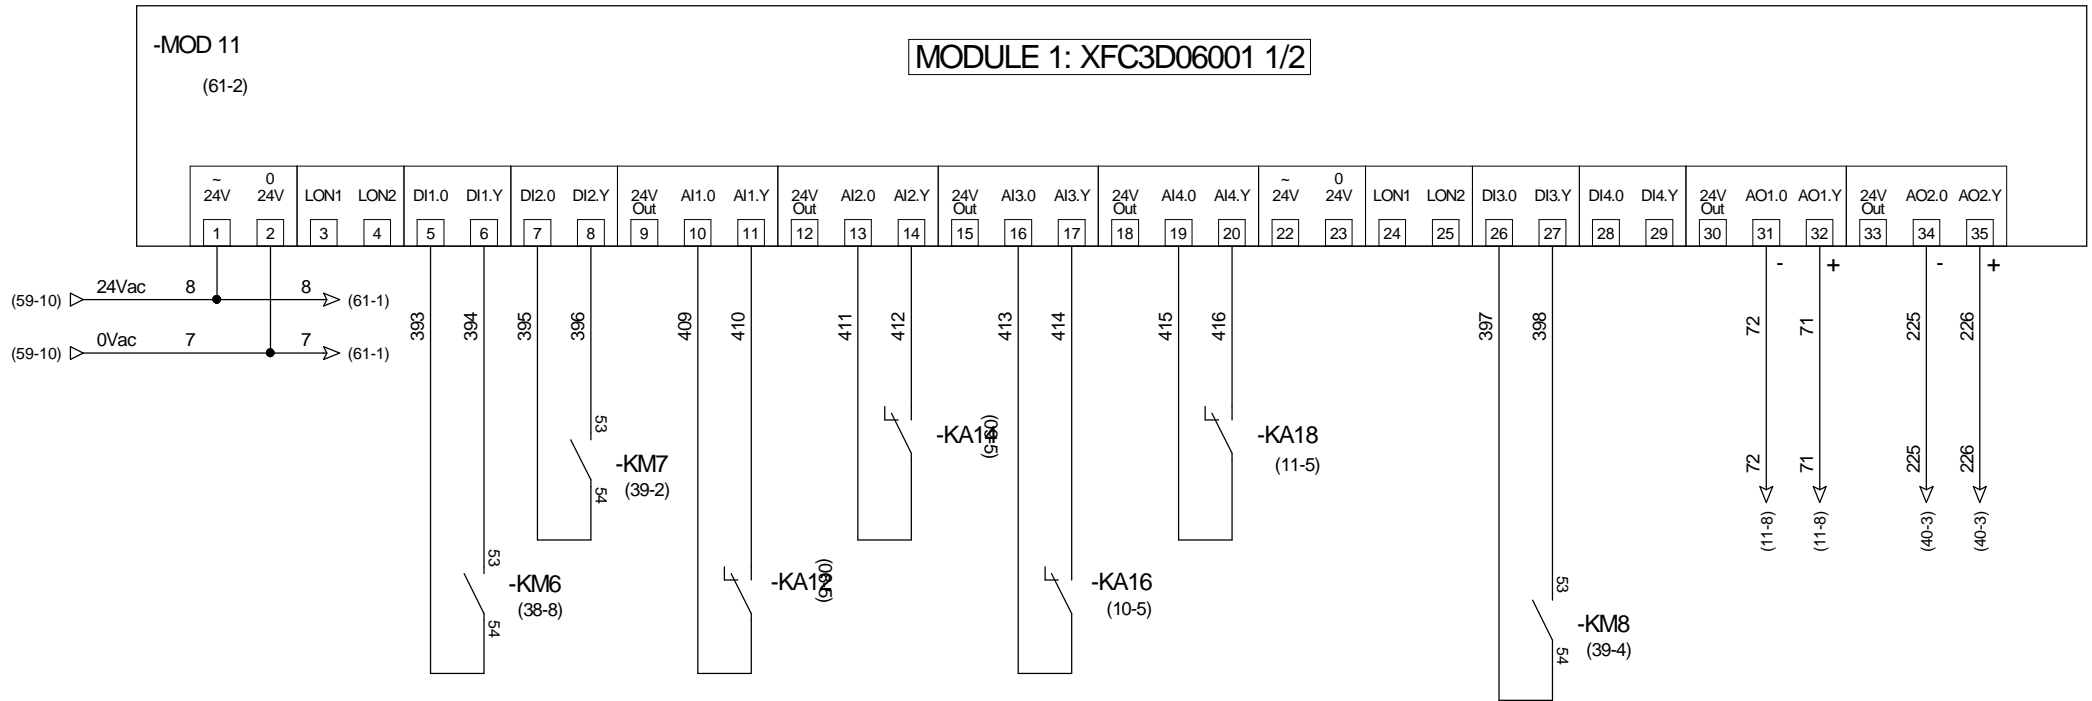 -MOD 11
MODULE 1: XFC3D06001 1/2
(61-2)
~ 0 ~ 0
24V 24V LON1 LON2 DI1.0 DI1.Y DI2.0 DI2.Y 24V Out AI1.0 AI1.Y 24V Out AI2.0 AI2.Y 24V Out AI3.0 AI3.Y 24V Out AI4.0 AI4.Y 24V 24V LON1 LON2 DI3.0 DI3.Y DI4.0 DI4.Y 24V Out AO1.0 AO1.Y 24V Out AO2.0 AO2.Y
1 2 3 4 5 6 7 8 9 10 11 12 13 14 15 16 17 18 19 20 22 23 24 25 26 27 28 29 30 31 32 33 34 35
- + - +
(59-10) 24Vac 8 8 (61-1)
(59-10) 0Vac 7 7 (61-1)
393 394 395 396 409 410 411 412 413 414 415 416 397 398 72 71 225 226
53
-KM7
(39-2)
54
-KA18
(11-5)
72 71 225 226
(11-8) (11-8) (40-3) (40-3)
53
-KM6
(38-8)
54
-KA16
(10-5)
53
-KM8
(39-4)
54